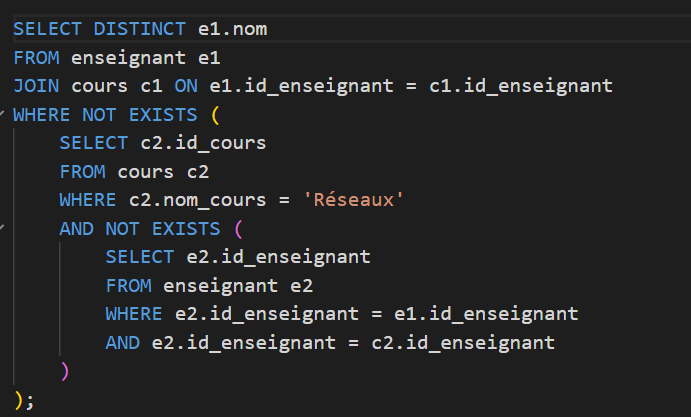 SELECT DISTINCT e1.nom
FROM enseignant e1
JOIN cours c1 ON e1.id_enseignant = c1.id_enseignant
WHERE NOT EXISTS (
    SELECT c2.id_cours
    FROM cours c2
    WHERE c2.nom_cours = 'Réseaux'
    AND NOT EXISTS (
        SELECT e2.id_enseignant
        FROM enseignant e2
        WHERE e2.id_enseignant = e1.id_enseignant
        AND e2.id_enseignant = c2.id_enseignant
    )
);